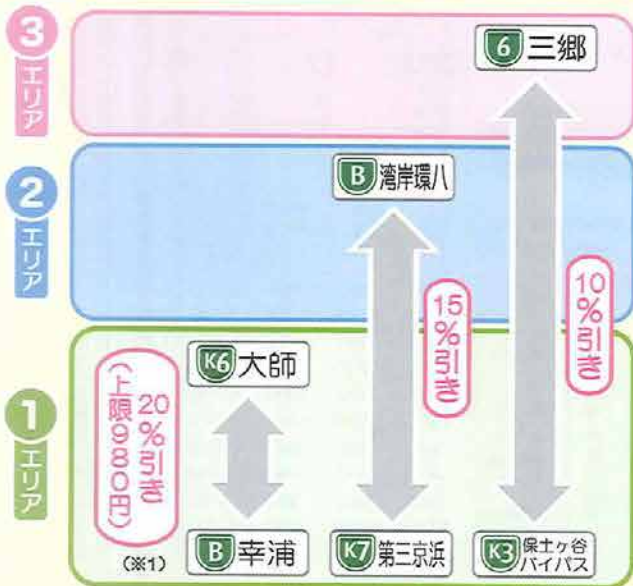 3
エリア
6 三郷
2
エリア
B 湾岸環八
15%引き
10%引き
1
エリア
K6 大師
20%引き
(上限980円)
(※1)
B 幸浦
K7 第三京浜
K3 保土ヶ谷
バイパス